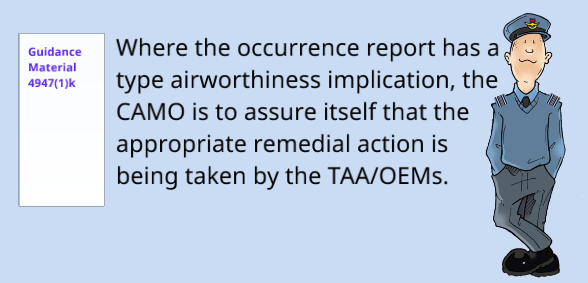 Guidance
Material
4947(1)k
Where the occurrence report has a
type airworthiness implication, the
CAMO is to assure itself that the
appropriate remedial action is
being taken by the TAA/OEMs.